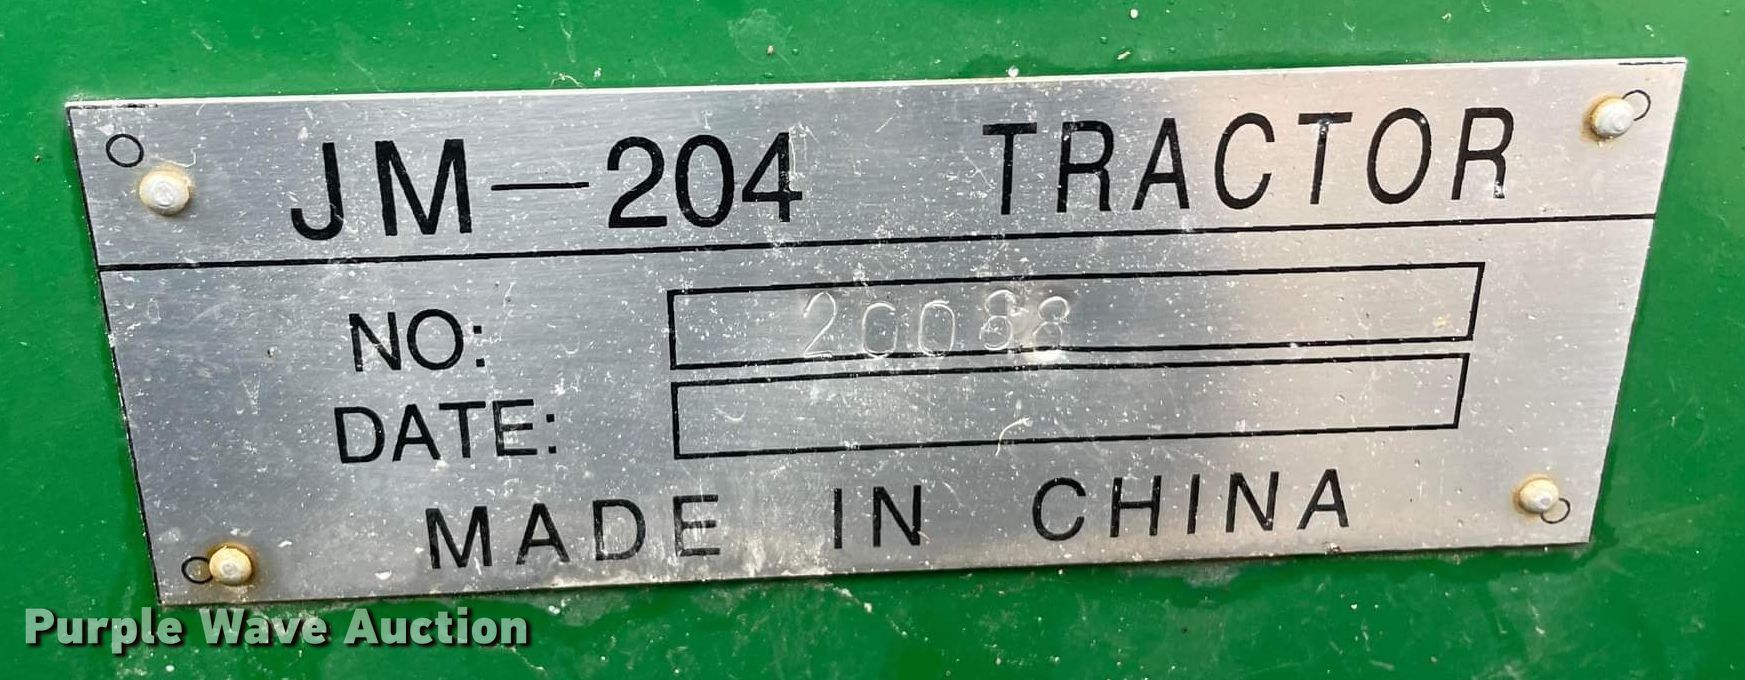 JM-204 TRACTOR
NO: 20088
DATE:
MADE IN CHINA
Purple Wave Auction